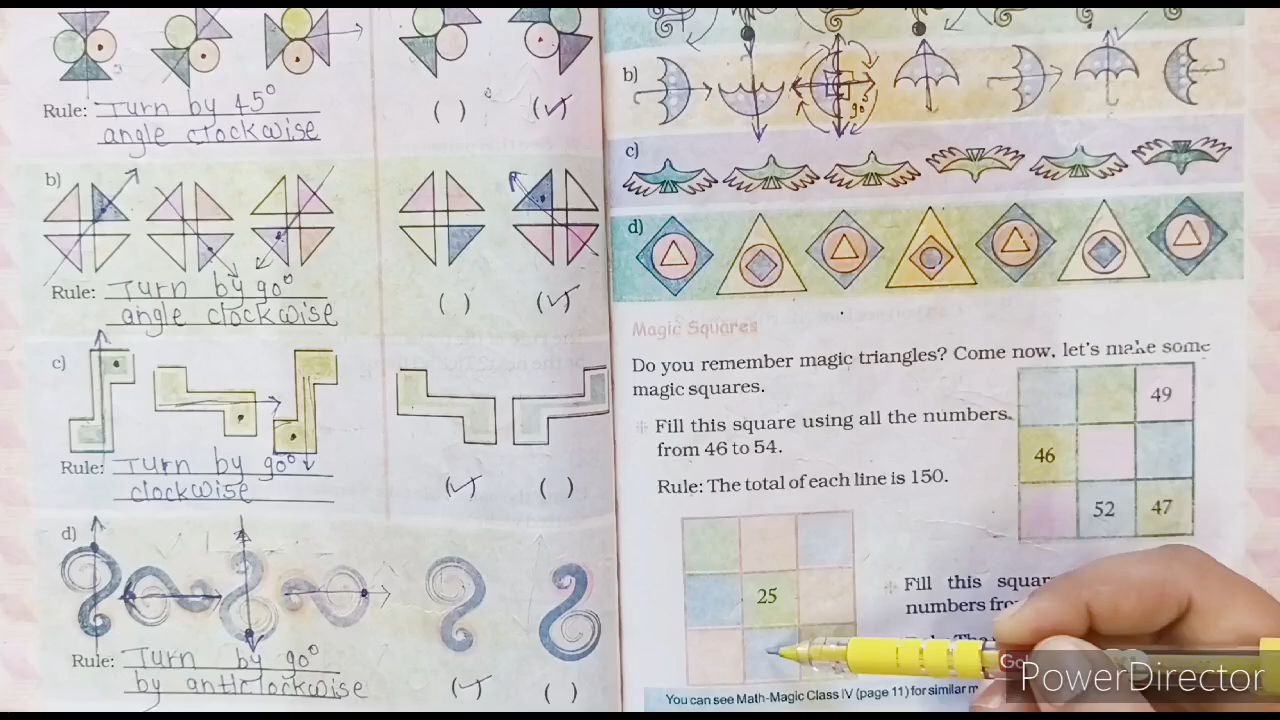 Rule: Turn by 45°
angle clockwise
( ) (✓)
b)
Rule: Turn by 90°
angle clockwise
( ) (✓)
c)
Rule: Turn by 90°
clockwise
(✓) ( )
d)
Rule: Turn by 90°
by anticlockwise
(✓) ( )
b)
90°
c)
d)
Magic Squares
Do you remember magic triangles? Come now, let's make some
magic squares.
Fill this square using all the numbers
from 46 to 54.
Rule: The total of each line is 150.
49
46
52 47
25
Fill this
numbers
You can see Math-Magic Class IV (page 11) for similar
PowerDirector